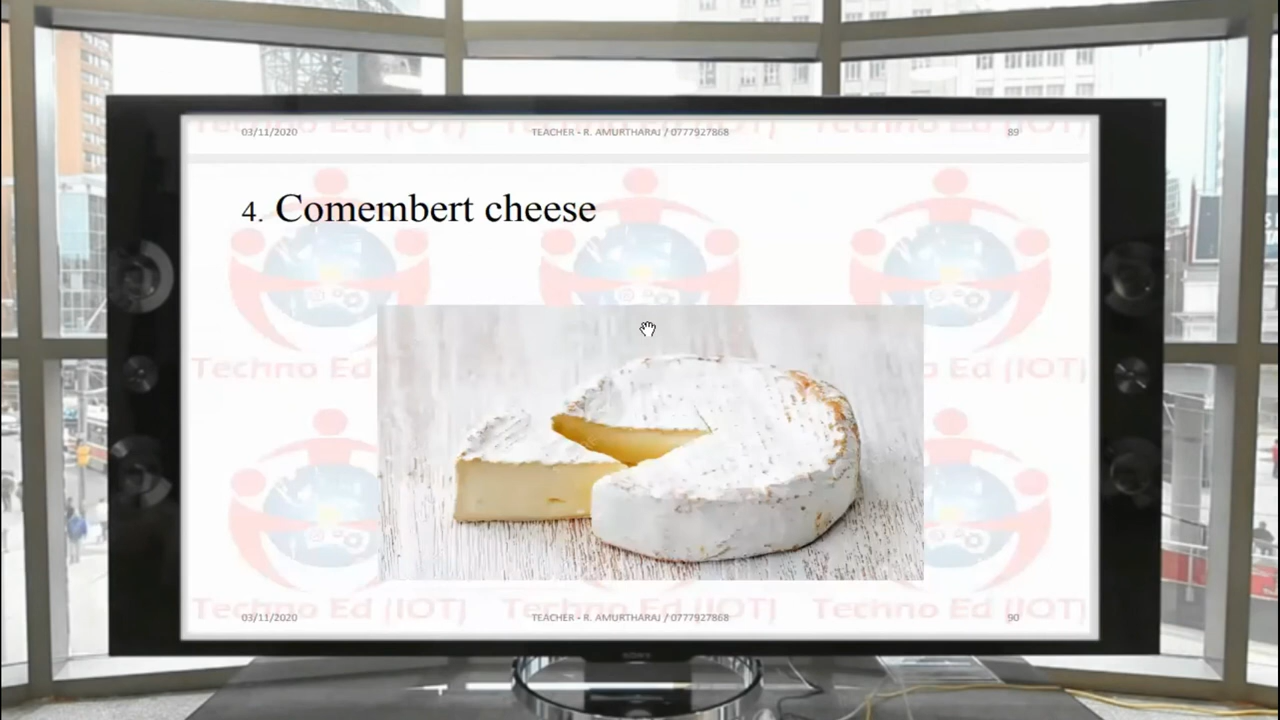 03/11/2020 TEACHER - R. AMURTHARAJ / 0777927868 89
4. Comembert cheese
Techno Ed (IOT) Techno Ed (IOT) Techno Ed (IOT)
03/11/2020 TEACHER - R. AMURTHARAJ / 0777927868 90
SONY